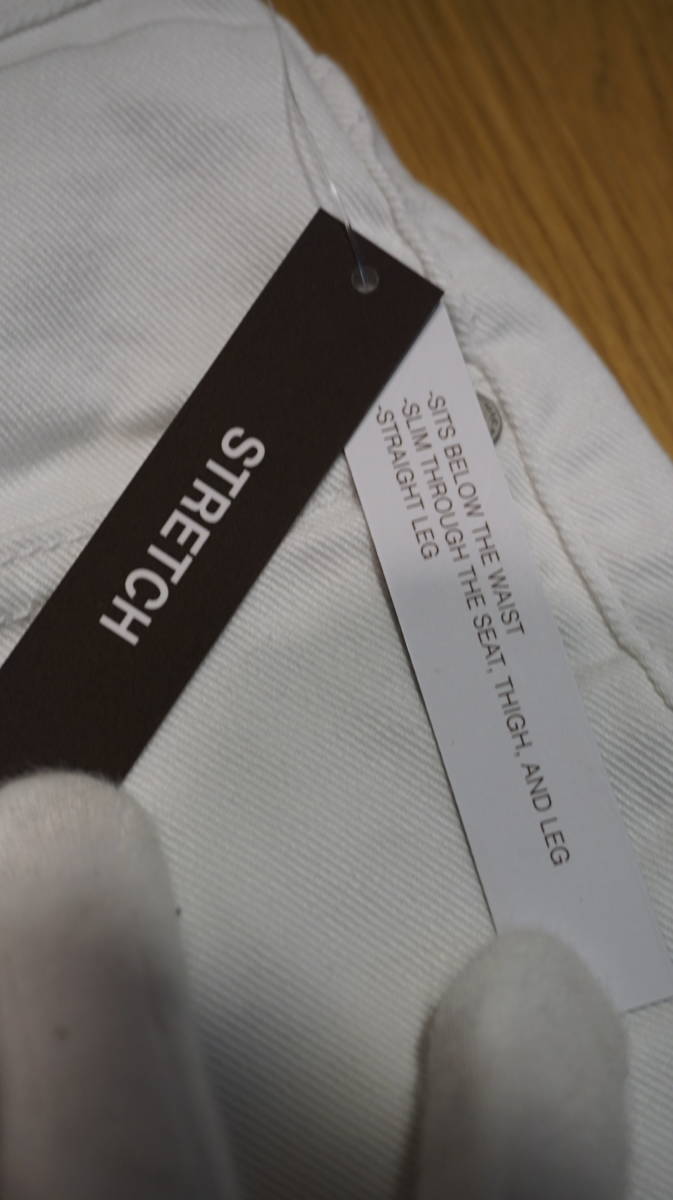 STRETCH
-SITS BELOW THE WAIST
-SLIM THROUGH THE SEAT, THIGH, AND LEG
-STRAIGHT LEG